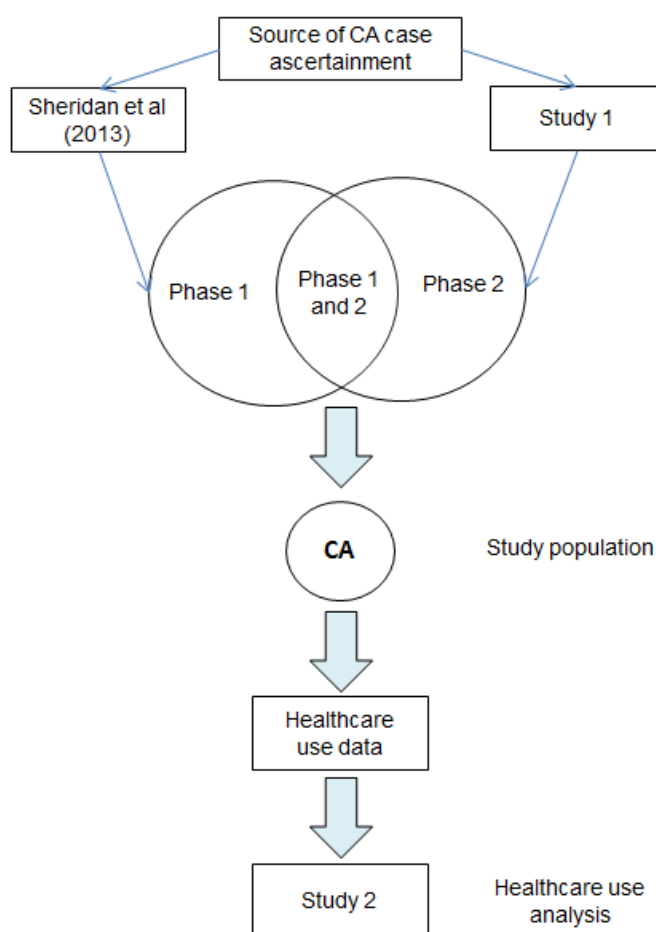 Source of CA case
ascertainment
Sheridan et al
(2013)
Study 1
Phase 1
Phase 1
and 2
Phase 2
CA
Study population
Healthcare
use data
Study 2
Healthcare use
analysis